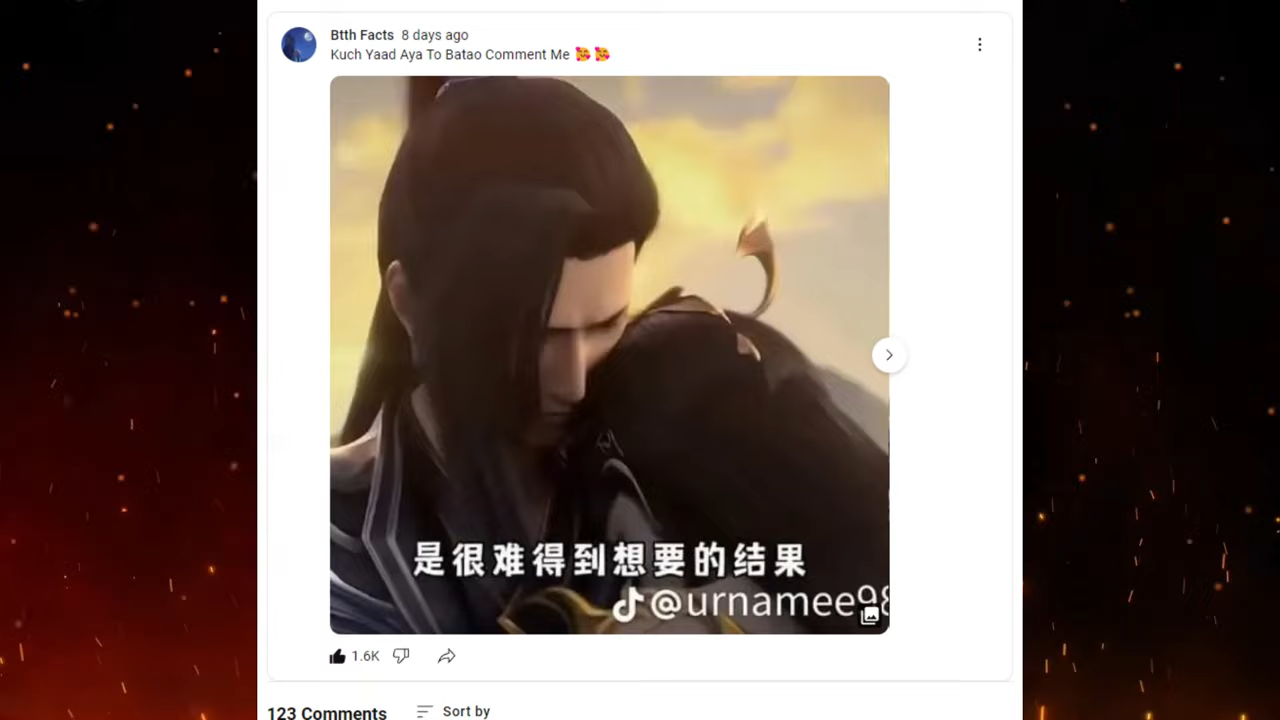 Btth Facts 8 days ago
Kuch Yaad Aya To Batao Comment Me 🥰 🥰
是很难得到想要的结果
@urnamee98
1.6K
123 Comments
Sort by